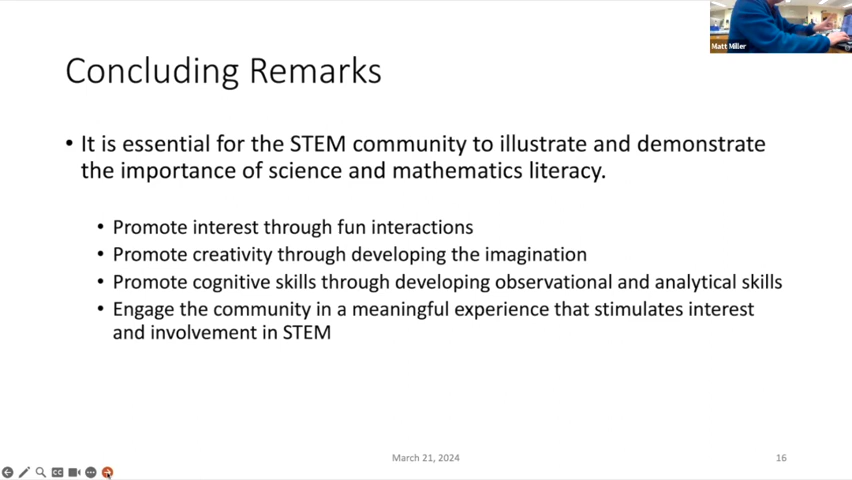 Matt Miller
Concluding Remarks
• It is essential for the STEM community to illustrate and demonstrate
the importance of science and mathematics literacy.
• Promote interest through fun interactions
• Promote creativity through developing the imagination
• Promote cognitive skills through developing observational and analytical skills
• Engage the community in a meaningful experience that stimulates interest
and involvement in STEM
March 21, 2024
16
CC